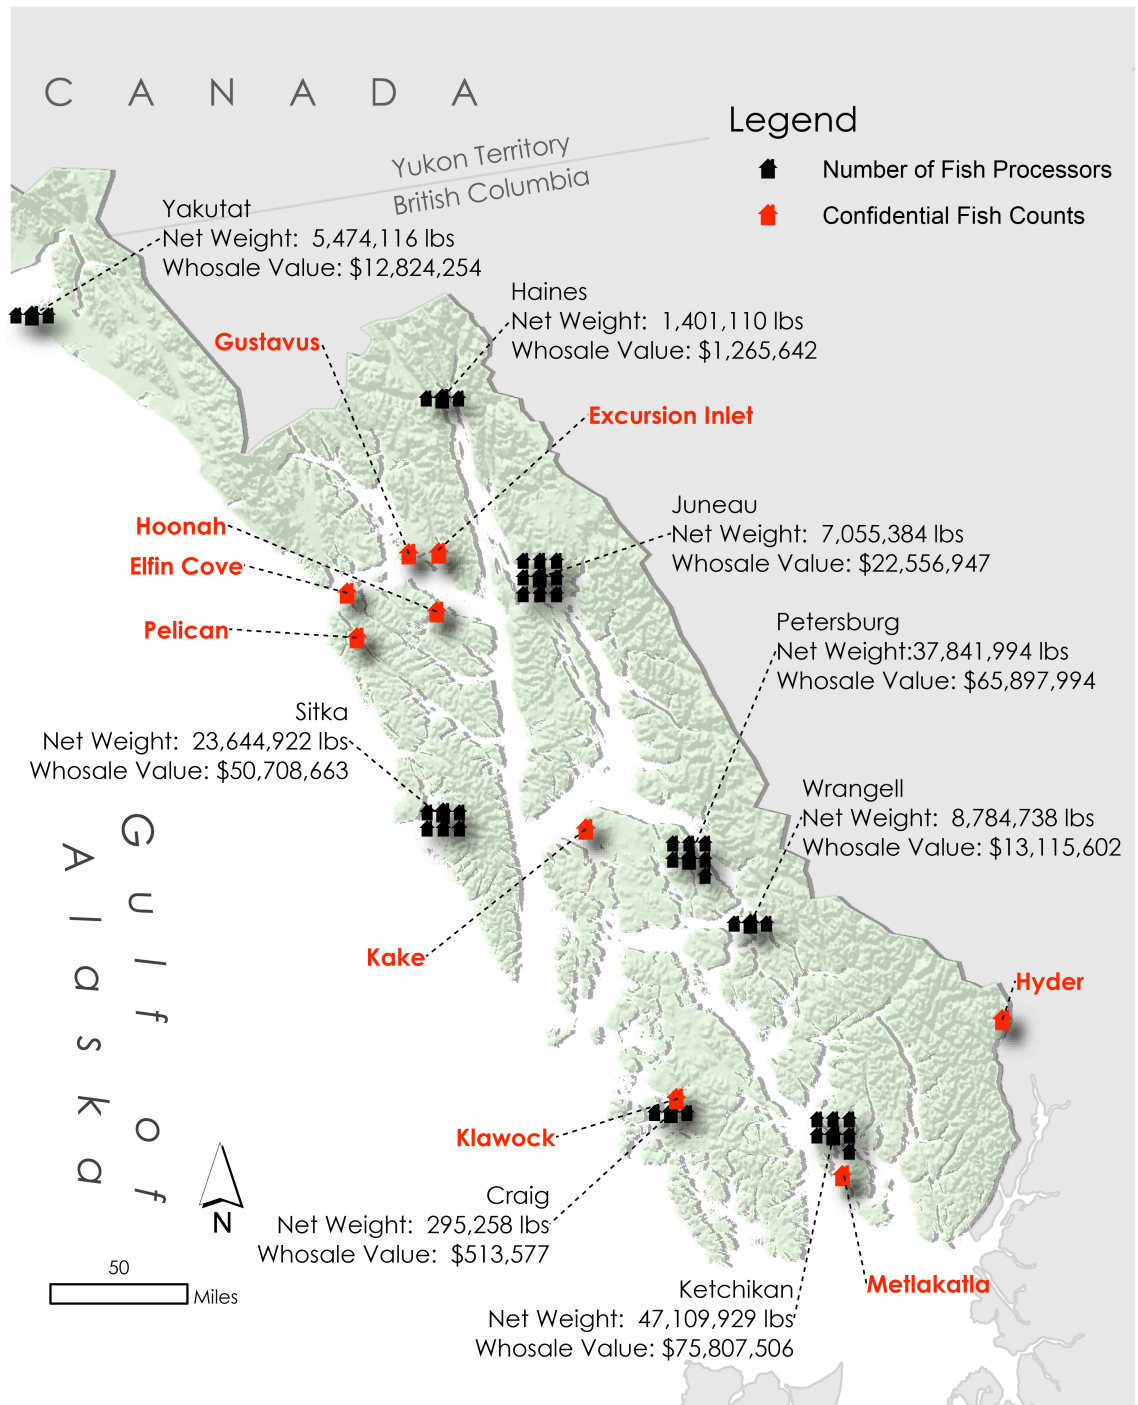 CANADA
Legend
Number of Fish Processors
Confidential Fish Counts
Yukon Territory
British Columbia
Yakutat
Net Weight: 5,474,116 lbs
Whosale Value: $12,824,254
Haines
Net Weight: 1,401,110 lbs
Whosale Value: $1,265,642
Gustavus
Excursion Inlet
Juneau
Net Weight: 7,055,384 lbs
Whosale Value: $22,556,947
Hoonah
Elfin Cove
Pelican
Petersburg
Net Weight:37,841,994 lbs
Whosale Value: $65,897,994
Sitka
Net Weight: 23,644,922 lbs
Whosale Value: $50,708,663
Wrangell
Net Weight: 8,784,738 lbs
Whosale Value: $13,115,602
Gulf of
Alaska
Kake
Hyder
Klawock
Craig
Net Weight: 295,258 lbs
Whosale Value: $513,577
Metlakatla
Ketchikan
Net Weight: 47,109,929 lbs
Whosale Value: $75,807,506
N
50
Miles